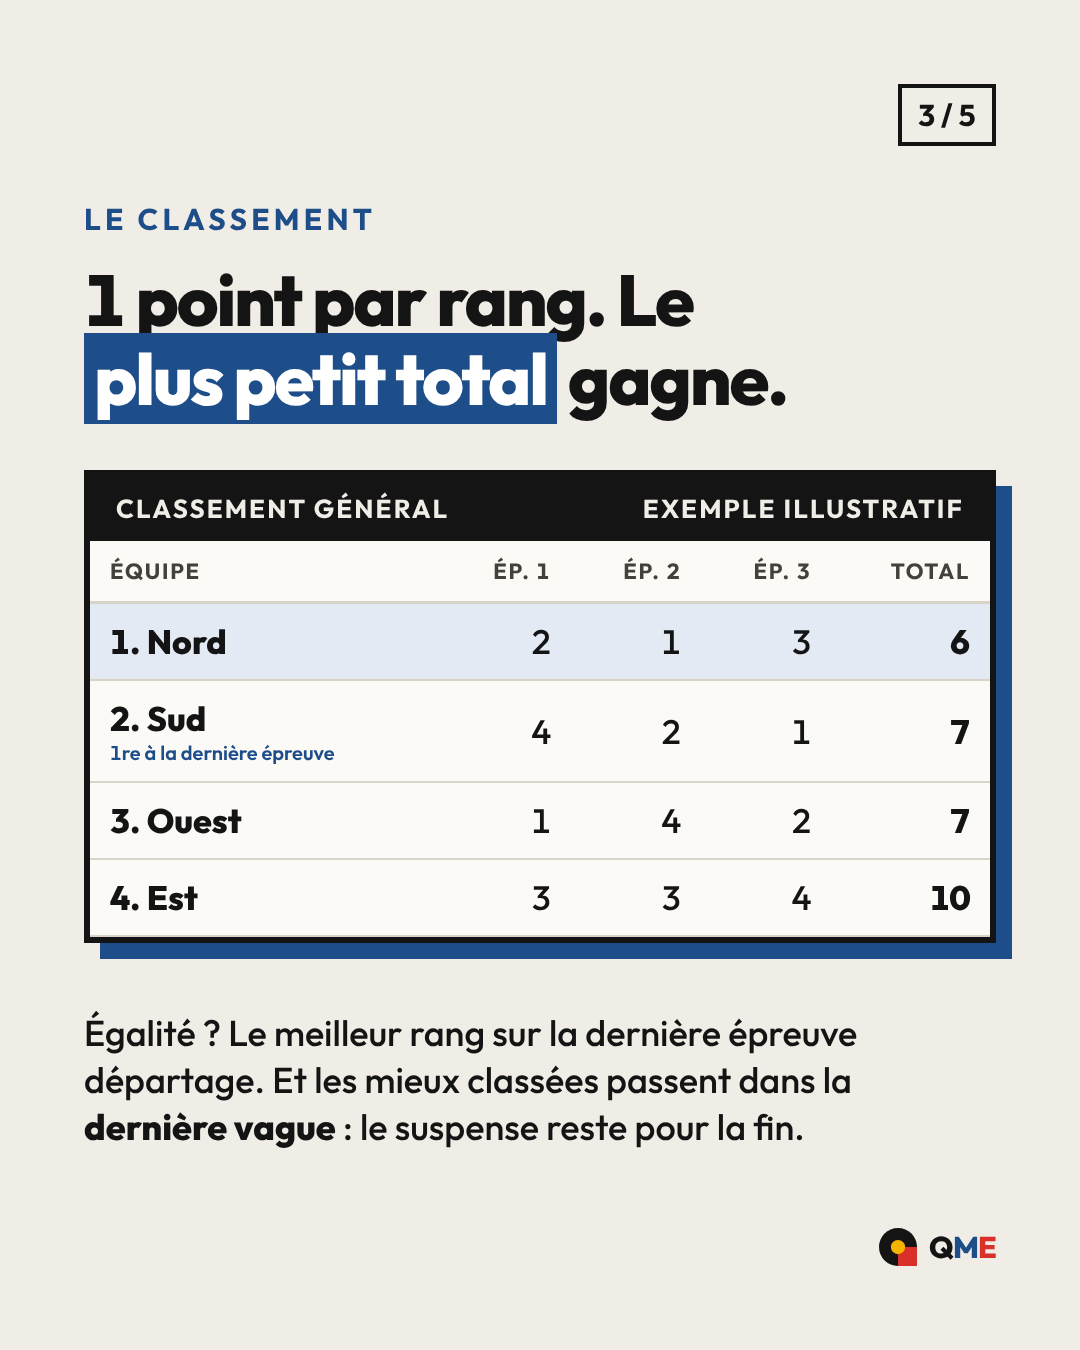 3 / 5
LE CLASSEMENT
1 point par rang. Le
plus petit total gagne.
CLASSEMENT GÉNÉRAL EXEMPLE ILLUSTRATIF
ÉQUIPE ÉP. 1 ÉP. 2 ÉP. 3 TOTAL
1. Nord 2 1 3 6
2. Sud 4 2 1 7
1re à la dernière épreuve
3. Ouest 1 4 2 7
4. Est 3 3 4 10
Égalité ? Le meilleur rang sur la dernière épreuve
départage. Et les mieux classées passent dans la
dernière vague : le suspense reste pour la fin.
QME